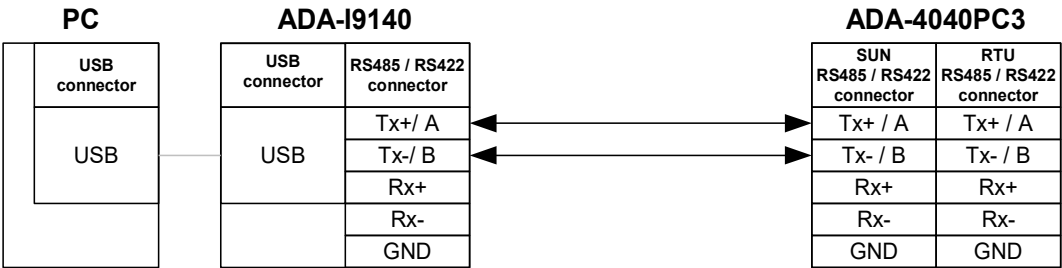 PC
ADA-I9140
ADA-4040PC3
USB
connector
USB
connector
RS485 / RS422
connector
SUN
RS485 / RS422
connector
RTU
RS485 / RS422
connector
USB
USB
Tx+/ A
Tx+ / A
Tx+ / A
Tx-/ B
Tx- / B
Tx- / B
Rx+
Rx+
Rx+
Rx-
Rx-
Rx-
GND
GND
GND